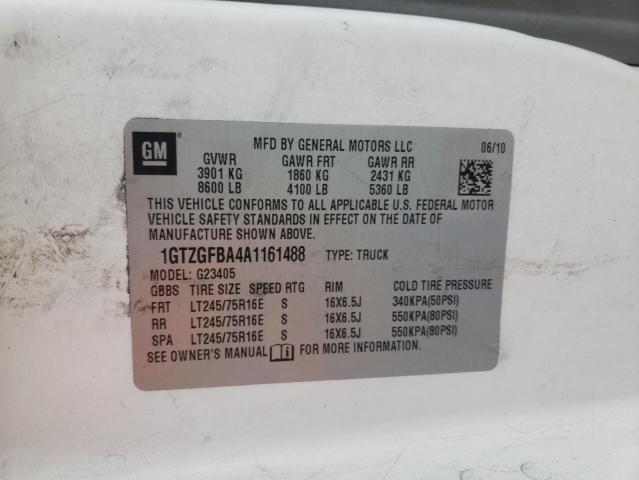 GM ®
MFD BY GENERAL MOTORS LLC 06/10
GVWR GAWR FRT GAWR RR
3901 KG 1860 KG 2431 KG
8600 LB 4100 LB 5360 LB
THIS VEHICLE CONFORMS TO ALL APPLICABLE U.S. FEDERAL MOTOR
VEHICLE SAFETY STANDARDS IN EFFECT ON THE DATE OF
MANUFACTURE SHOWN ABOVE.
1GTZGFBA4A1161488 TYPE: TRUCK
MODEL: G23405
GBBS TIRE SIZE SPEED RTG RIM COLD TIRE PRESSURE
FRT LT245/75R16E S 16X6.5J 340KPA(50PSI)
RR LT245/75R16E S 16X6.5J 550KPA(80PSI)
SPA LT245/75R16E S 16X6.5J 550KPA(80PSI)
SEE OWNER'S MANUAL i FOR MORE INFORMATION.